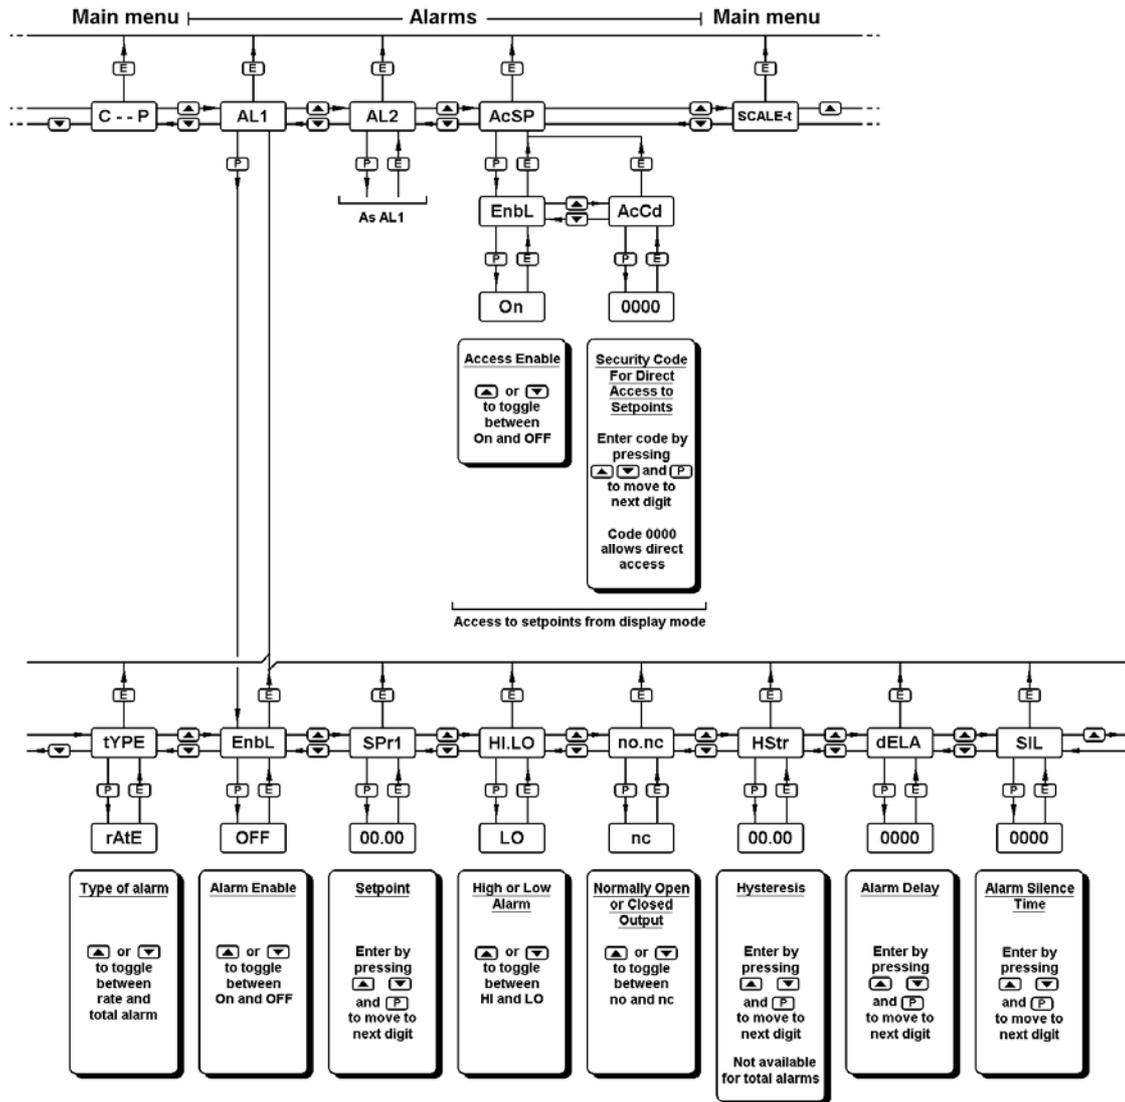 Main menu Alarms Main menu
E E E E E
C - - P AL1 AL2 AcSP SCALE-t
P P E P E E
As AL1
EnbL AcCd
P E P E
On 0000
Access Enable
or
to toggle
between
On and OFF
Security Code
For Direct
Access to
Setpoints
Enter code by
pressing
and P
to move to
next digit
Code 0000
allows direct
access
Access to setpoints from display mode
E E E E E E E E
tYPE EnbL SPr1 HI.LO no.nc HStr dELA SIL
P E P E P E P E P E P E P E P E
rAtE OFF 00.00 LO nc 00.00 0000 0000
Type of alarm
or
to toggle
between
rate and
total alarm
Alarm Enable
or
to toggle
between
On and OFF
Setpoint
Enter by
pressing
and P
to move to
next digit
High or Low
Alarm
or
to toggle
between
HI and LO
Normally Open
or Closed
Output
or
to toggle
between
no and nc
Hysteresis
Enter by
pressing
and P
to move to
next digit
Not available
for total alarms
Alarm Delay
Enter by
pressing
and P
to move to
next digit
Alarm Silence
Time
Enter by
pressing
and P
to move to
next digit